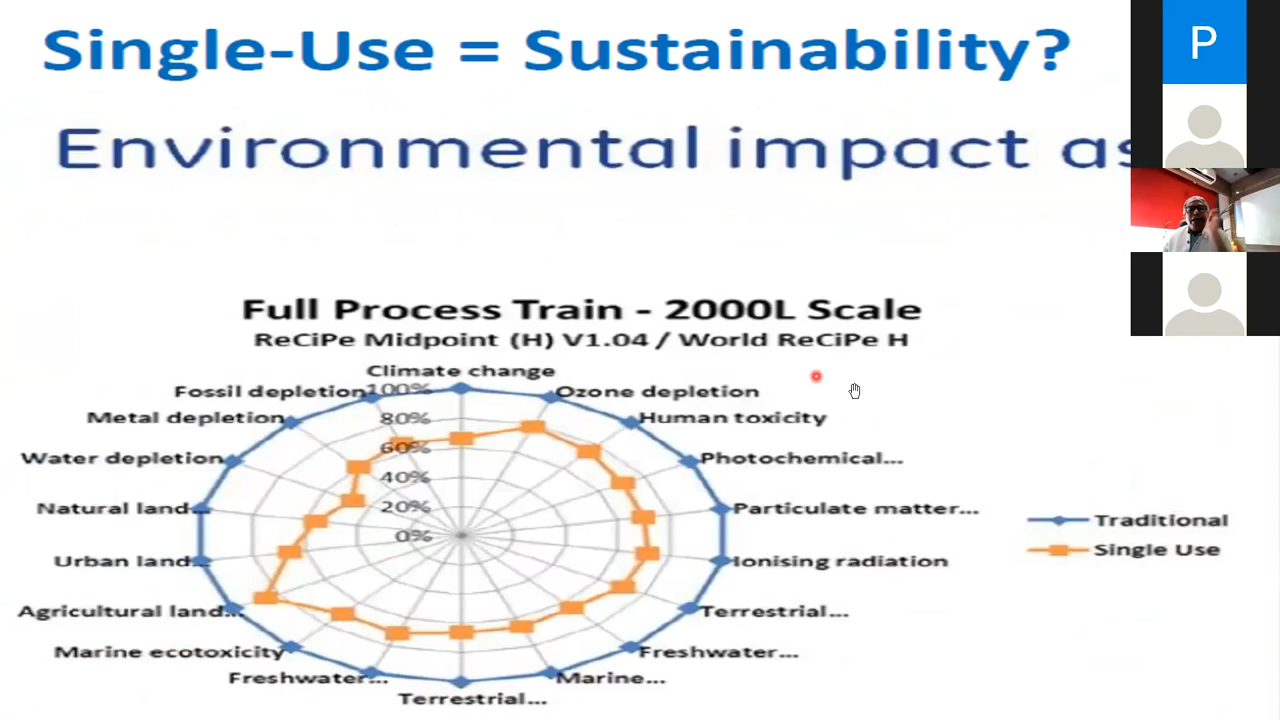 Single-Use = Sustainability?
P
Environmental impact as
Full Process Train - 2000L Scale
ReCiPe Midpoint (H) V1.04 / World ReCiPe H
Climate change
Fossil depletion 100% Ozone depletion
Metal depletion 80% Human toxicity
60%
Water depletion Photochemical...
40%
Natural land... 20% Particulate matter...
Traditional
0%
Single Use
Urban land... Ionising radiation
Agricultural land... Terrestrial...
Marine ecotoxicity Freshwater...
Freshwater... Marine...
Terrestrial...